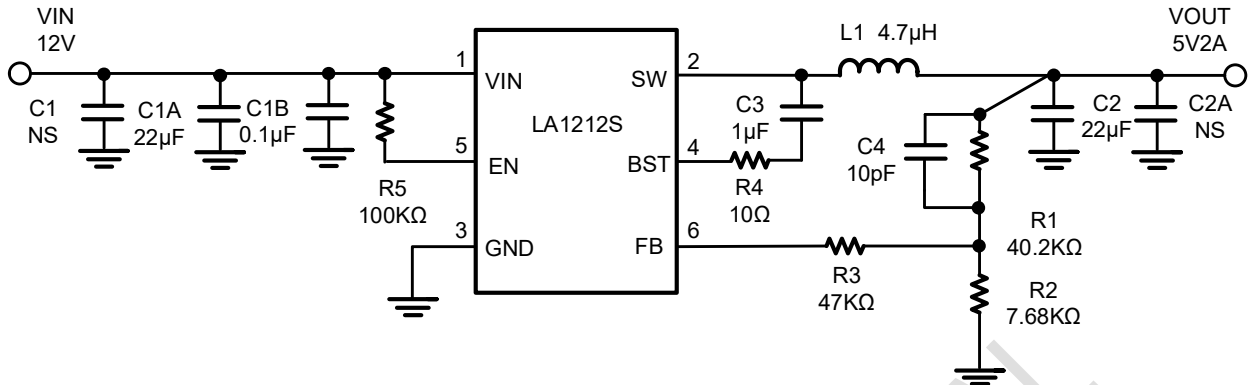 VIN
12V
C1
NS
C1A
22µF
C1B
0.1µF
R5
100KΩ
1
VIN
5
EN
3
GND
LA1212S
SW
2
BST
4
FB
6
L1 4.7µH
C3
1µF
R4
10Ω
R3
47KΩ
C4
10pF
R1
40.2KΩ
R2
7.68KΩ
C2
22µF
C2A
NS
VOUT
5V2A